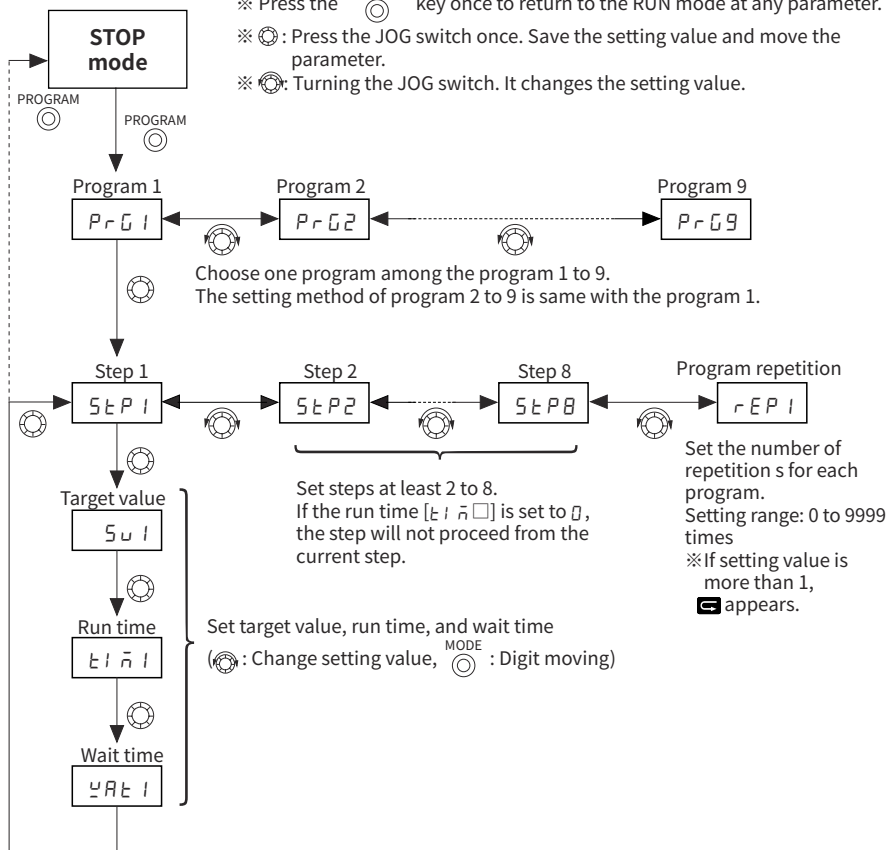 ※ Press the key once to return to the RUN mode at any parameter.
※ : Press the JOG switch once. Save the setting value and move the
parameter.
※ : Turning the JOG switch. It changes the setting value.
STOP
mode
PROGRAM
PROGRAM
Program 1
Program 2
Program 9
PrG1
PrG2
PrG9
Choose one program among the program 1 to 9.
The setting method of program 2 to 9 is same with the program 1.
Step 1
Step 2
Step 8
Program repetition
StP1
StP2
StP8
rEP1
Set the number of
repetition s for each
program.
Setting range: 0 to 9999
times
※If setting value is
more than 1,
appears.
Set steps at least 2 to 8.
If the run time [tIM□] is set to 0,
the step will not proceed from the
current step.
Target value
Sv1
Run time
tIM1
Wait time
WAt1
Set target value, run time, and wait time
( : Change setting value, MODE : Digit moving)